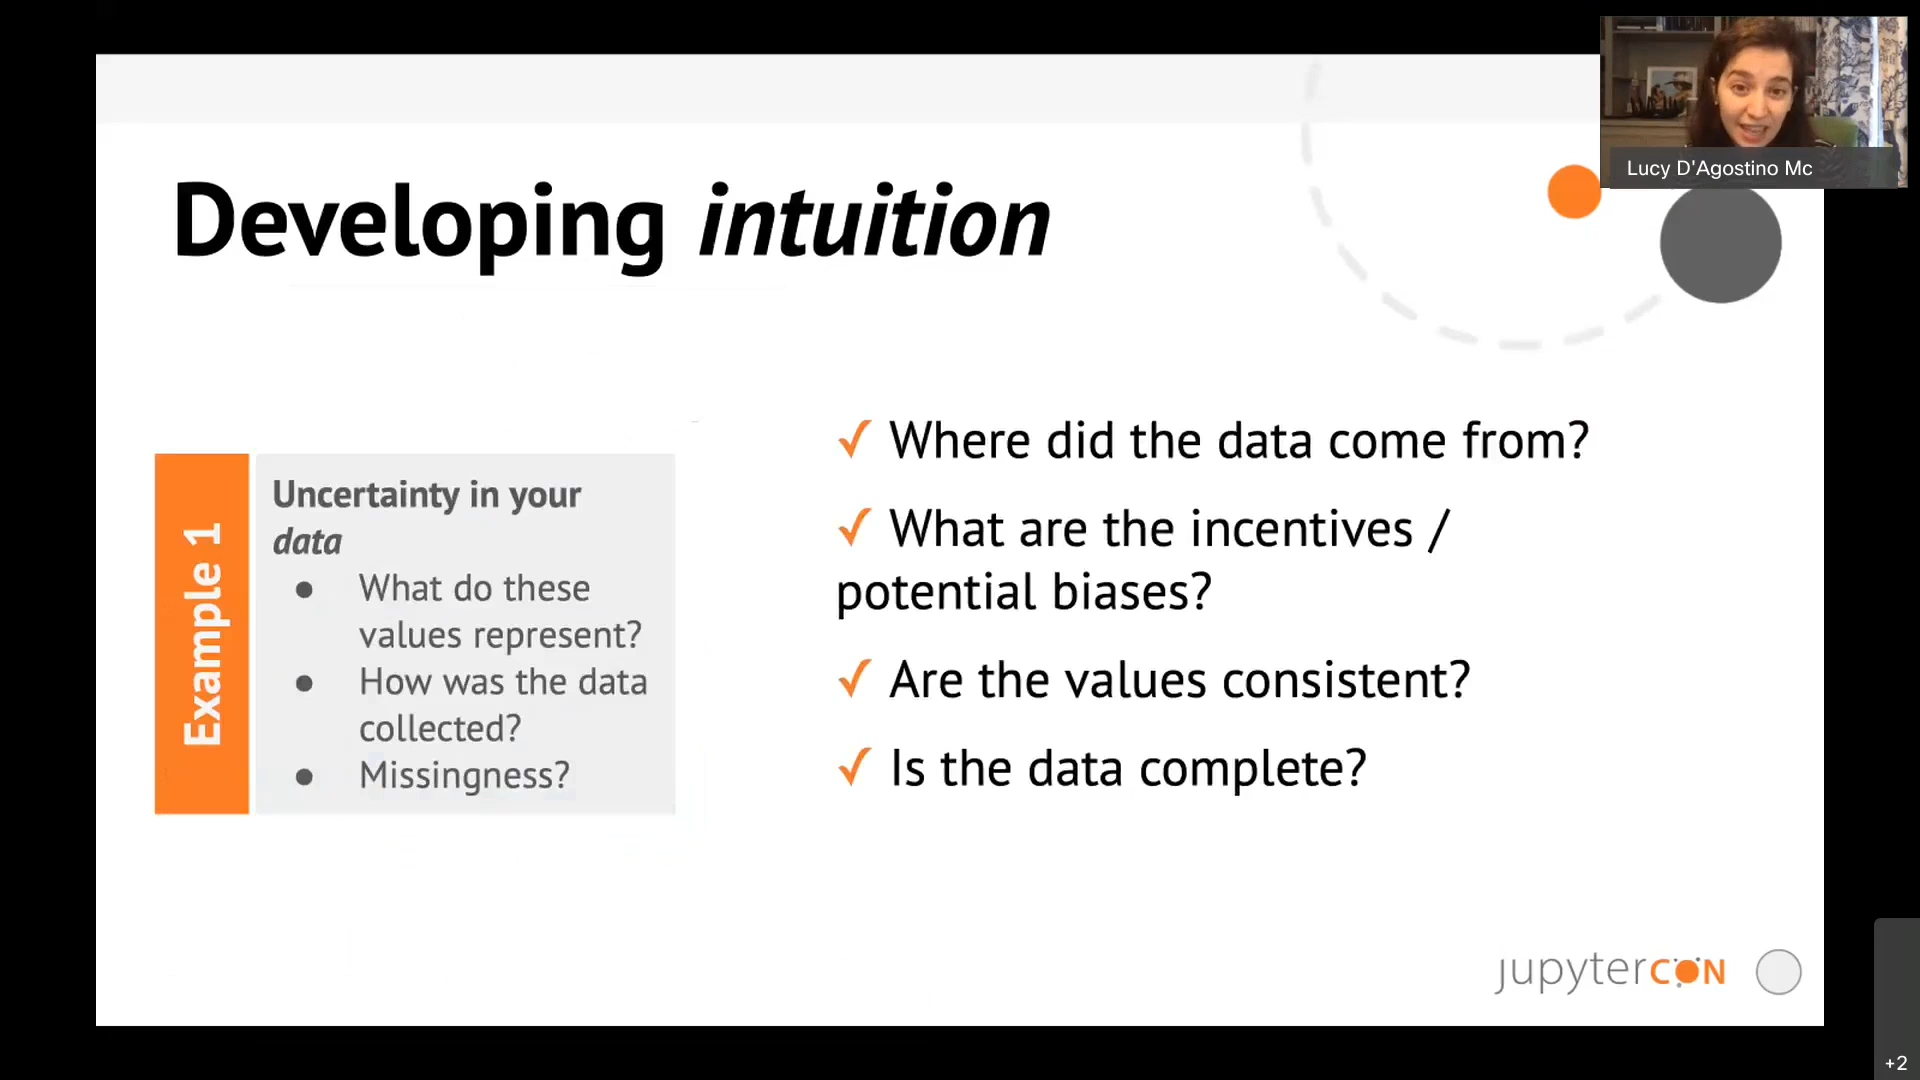 Lucy D'Agostino Mc
Developing intuition
Example 1
Uncertainty in your
data
● What do these
values represent?
● How was the data
collected?
● Missingness?
✓ Where did the data come from?
✓ What are the incentives /
potential biases?
✓ Are the values consistent?
✓ Is the data complete?
jupytercon
+2